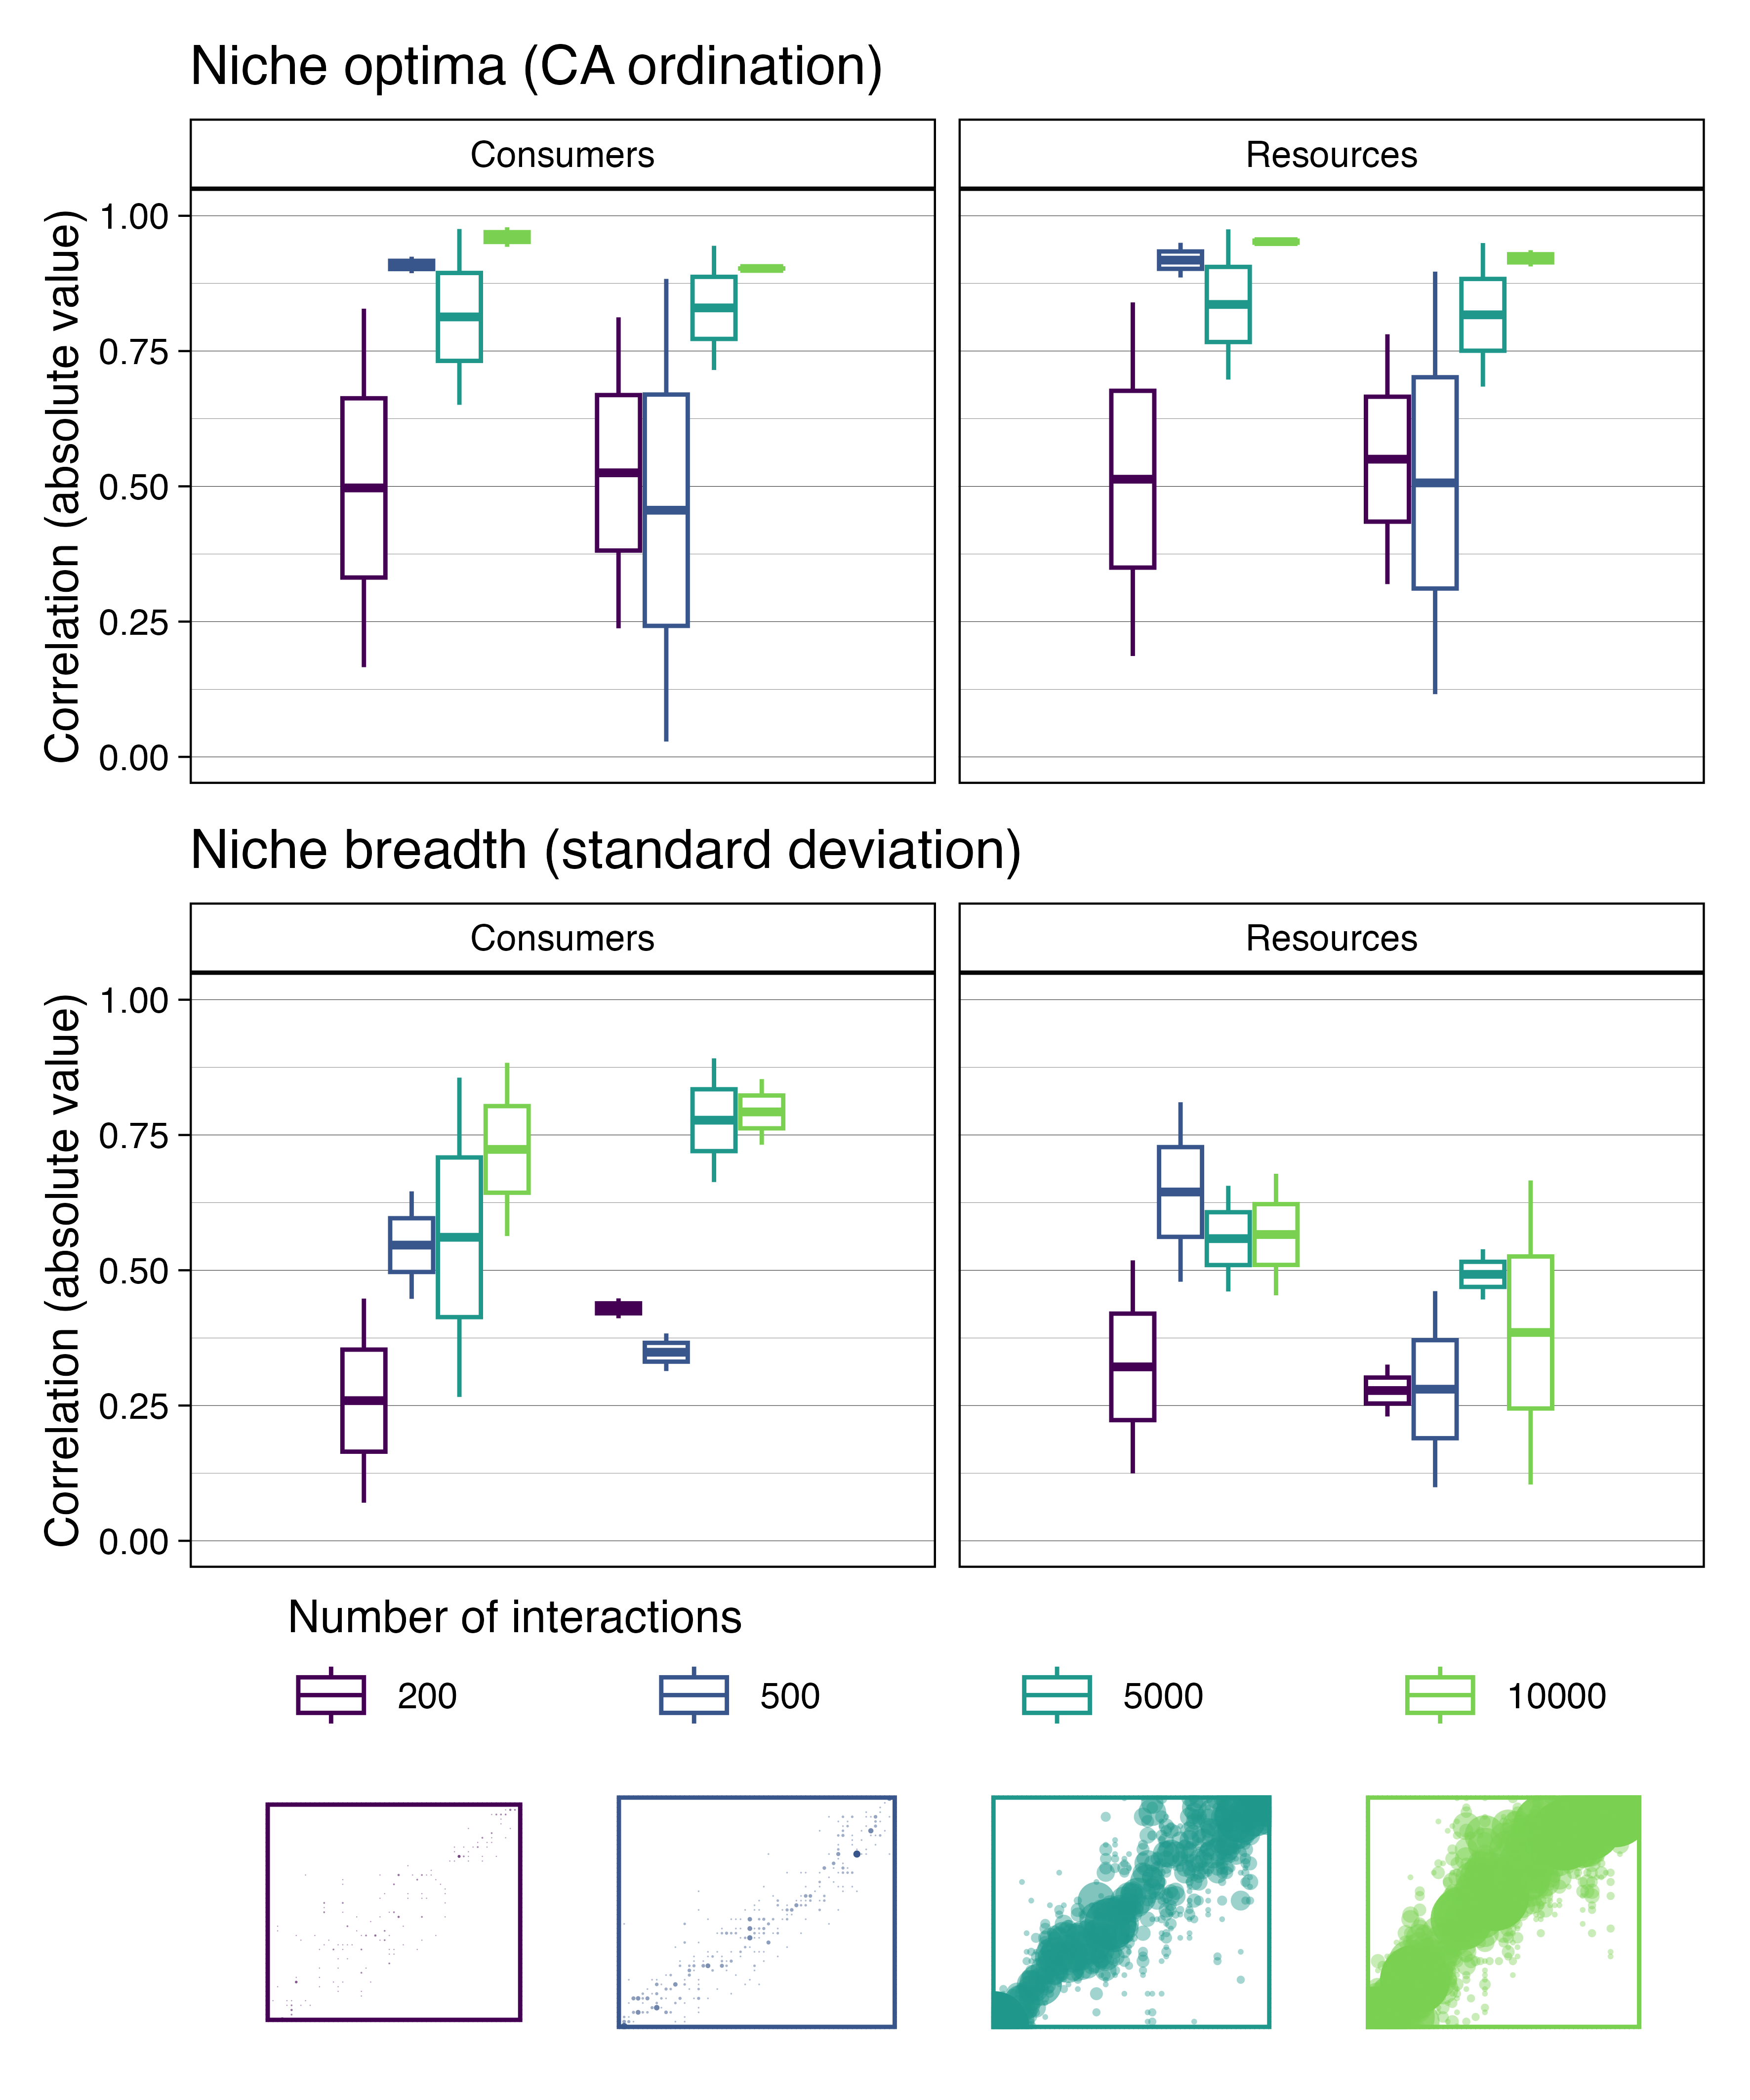 Niche optima (CA ordination)
Consumers
Resources
Correlation (absolute value)
1.00
0.75
0.50
0.25
0.00
Niche breadth (standard deviation)
Consumers
Resources
Correlation (absolute value)
1.00
0.75
0.50
0.25
0.00
Number of interactions
200
500
5000
10000